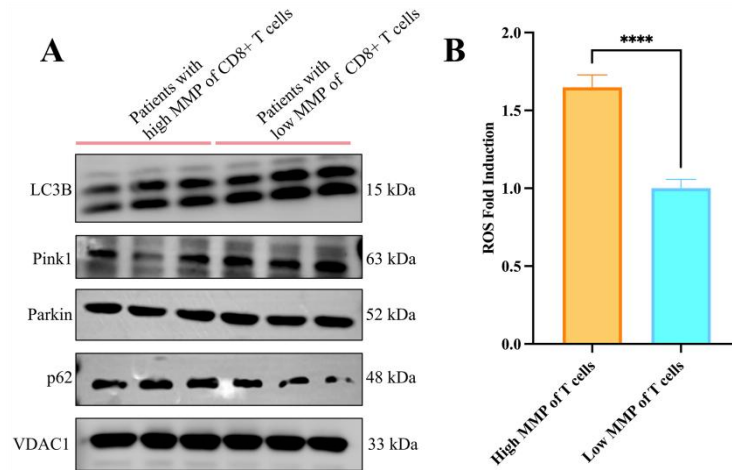 A
Patients with
high MMP of CD8+ T cells
Patients with
low MMP of CD8+ T cells
LC3B
15 kDa
Pink1
63 kDa
Parkin
52 kDa
p62
48 kDa
VDAC1
33 kDa
B
ROS Fold Induction
2.0
1.5
1.0
0.5
0.0
****
High MMP of T cells
Low MMP of T cells